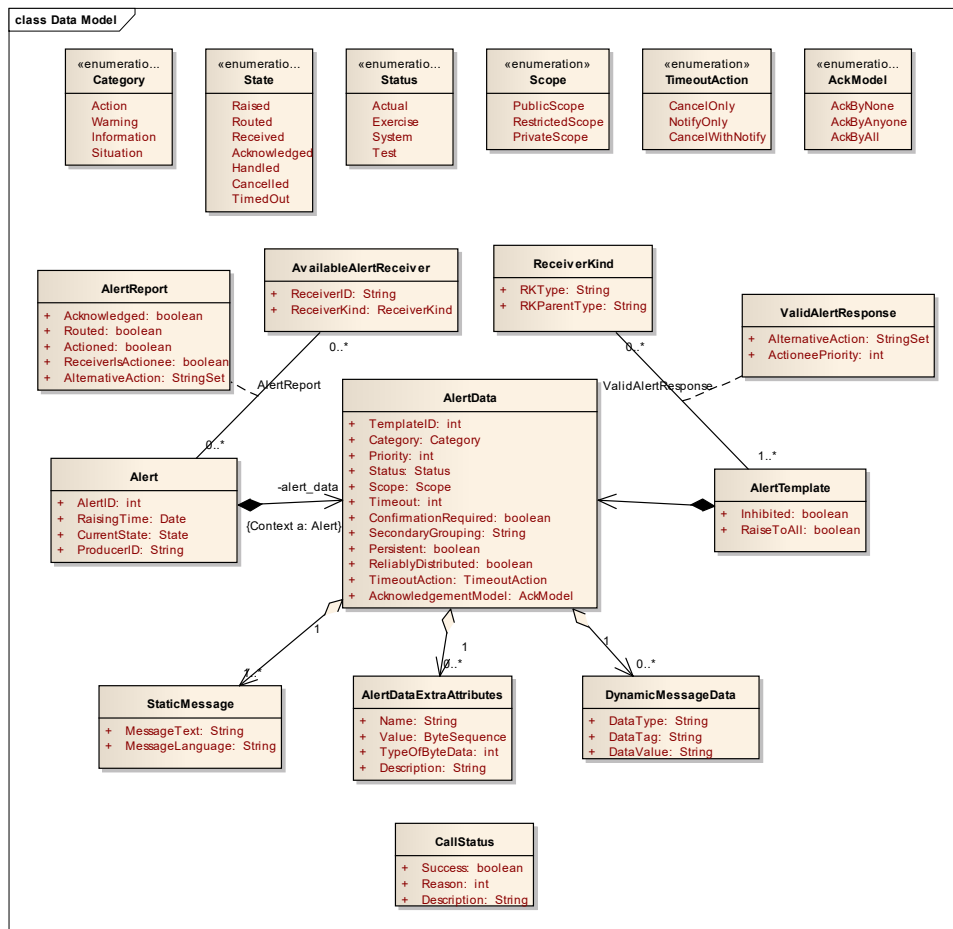 class Data Model
«enumeratio...
Category
Action
Warning
Information
Situation
«enumeratio...
State
Raised
Routed
Received
Acknowledged
Handled
Cancelled
TimedOut
«enumeratio...
Status
Actual
Exercise
System
Test
«enumeration»
Scope
PublicScope
RestrictedScope
PrivateScope
«enumeration»
TimeoutAction
CancelOnly
NotifyOnly
CancelWithNotify
«enumeratio...
AckModel
AckByNone
AckByAnyone
AckByAll
AlertReport
+ Acknowledged: boolean
+ Routed: boolean
+ Actioned: boolean
+ ReceiverIsActionee: boolean
+ AlternativeAction: StringSet
AvailableAlertReceiver
+ ReceiverID: String
+ ReceiverKind: ReceiverKind
ReceiverKind
+ RKType: String
+ RKParentType: String
ValidAlertResponse
+ AlternativeAction: StringSet
+ ActioneePriority: int
0..*
AlertReport
0..*
0..*
ValidAlertResponse
1..*
Alert
+ AlertID: int
+ RaisingTime: Date
+ CurrentState: State
+ ProducerID: String
-alert_data
{Context a: Alert}
AlertData
+ TemplateID: int
+ Category: Category
+ Priority: int
+ Status: Status
+ Scope: Scope
+ Timeout: int
+ ConfirmationRequired: boolean
+ SecondaryGrouping: String
+ Persistent: boolean
+ ReliablyDistributed: boolean
+ TimeoutAction: TimeoutAction
+ AcknowledgementModel: AckModel
AlertTemplate
+ Inhibited: boolean
+ RaiseToAll: boolean
1
1..*
1
0..*
1
0..*
StaticMessage
+ MessageText: String
+ MessageLanguage: String
AlertDataExtraAttributes
+ Name: String
+ Value: ByteSequence
+ TypeOfByteData: int
+ Description: String
DynamicMessageData
+ DataType: String
+ DataTag: String
+ DataValue: String
CallStatus
+ Success: boolean
+ Reason: int
+ Description: String